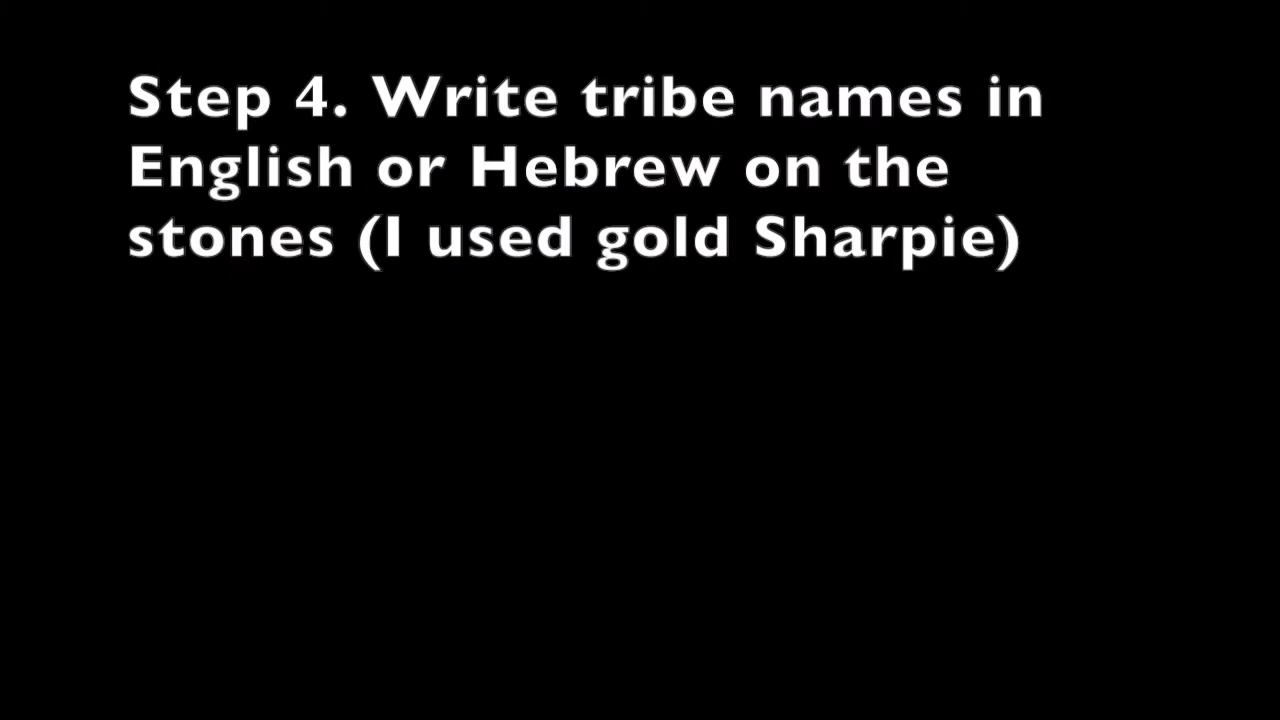 Step 4. Write tribe names in
English or Hebrew on the
stones (I used gold Sharpie)